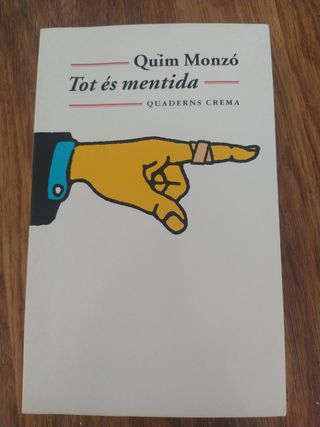 Quim Monzó
Tot és mentida
QUADERNS CREMA